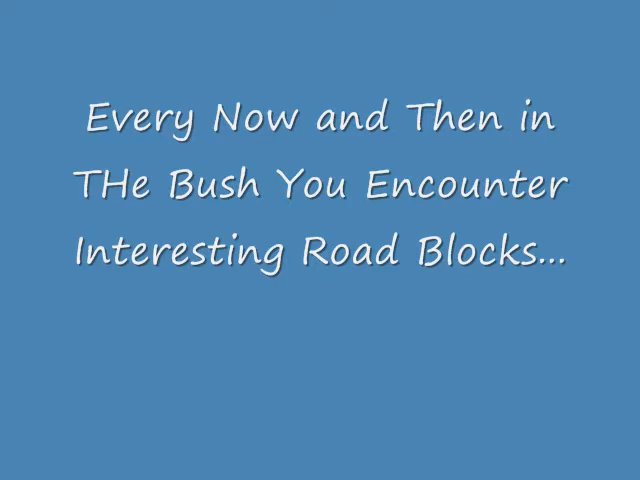 Every Now and Then in
THe Bush You Encounter
Interesting Road Blocks...